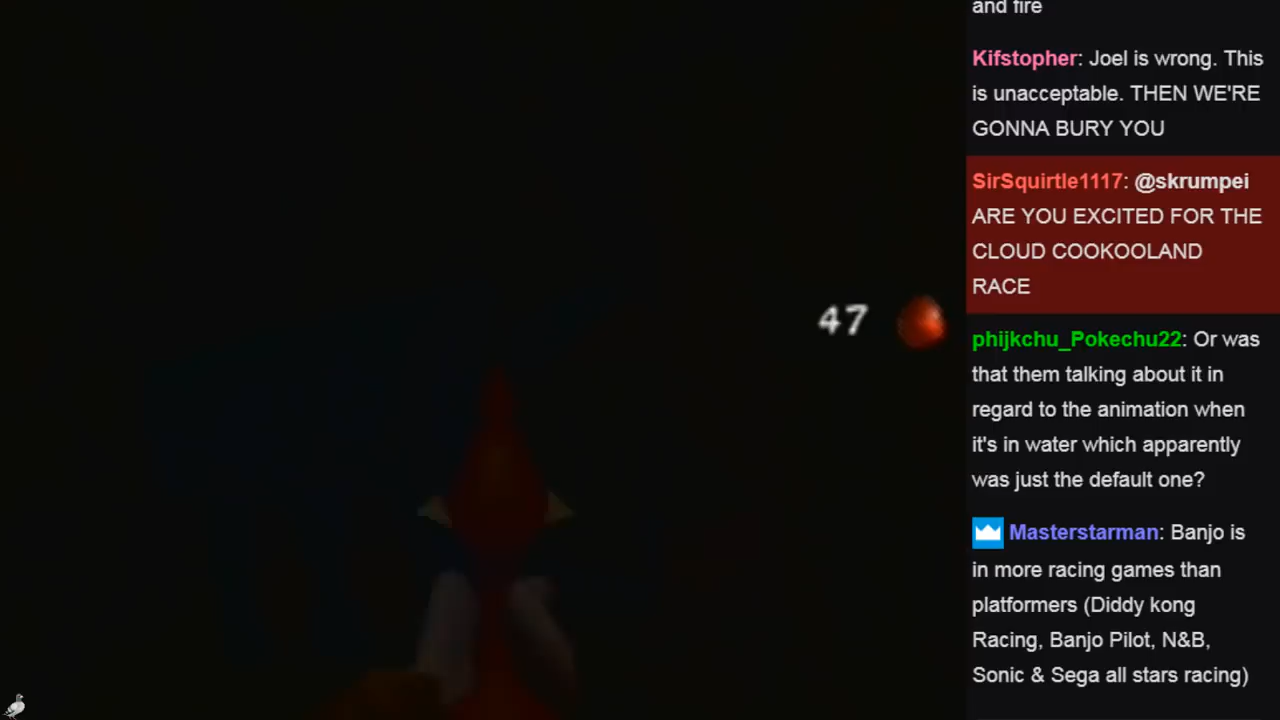 and fire
Kifstopher: Joel is wrong. This
is unacceptable. THEN WE'RE
GONNA BURY YOU
SirSquirtle1117: @skrumpei
ARE YOU EXCITED FOR THE
CLOUD COOKOOLAND
RACE
47
phijkchu_Pokechu22: Or was
that them talking about it in
regard to the animation when
it's in water which apparently
was just the default one?
Masterstarman: Banjo is
in more racing games than
platformers (Diddy kong
Racing, Banjo Pilot, N&B,
Sonic & Sega all stars racing)